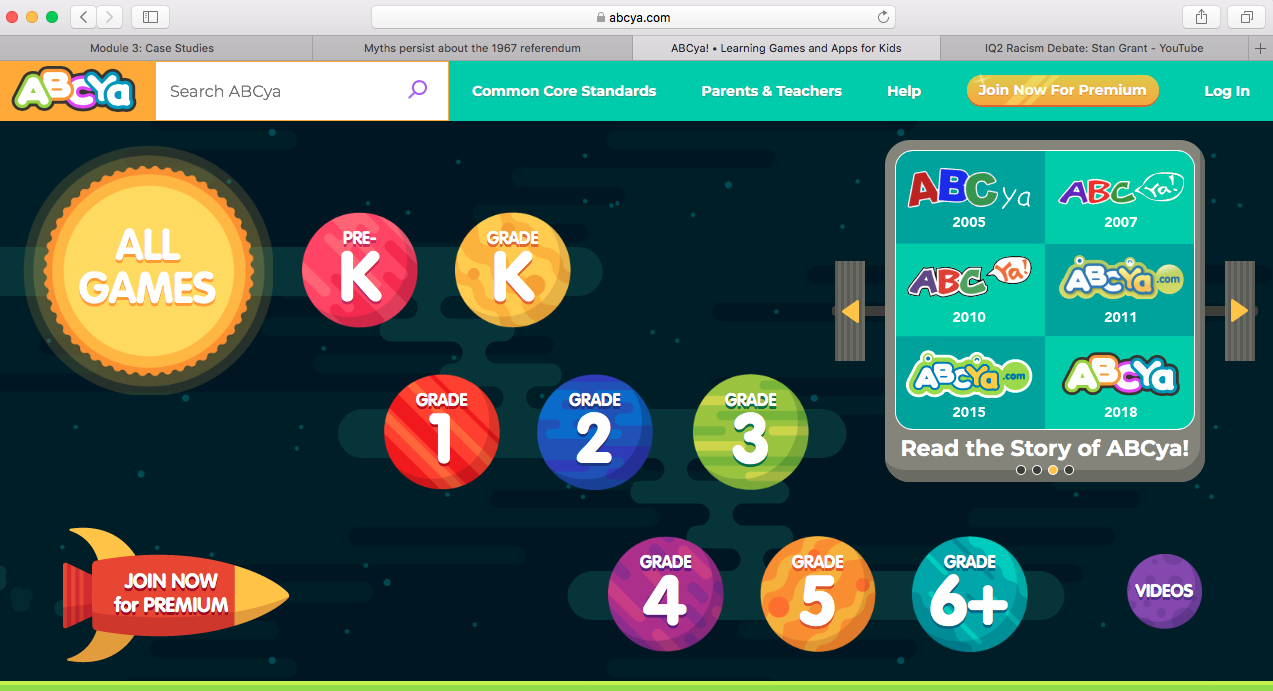 abcya.com
Module 3: Case Studies
Myths persist about the 1967 referendum
ABCya! • Learning Games and Apps for Kids
IQ2 Racism Debate: Stan Grant - YouTube
ABCYa
Search ABCya
Common Core Standards
Parents & Teachers
Help
Join Now For Premium
Log In
ALL
GAMES
PRE-
K
GRADE
K
GRADE
1
GRADE
2
GRADE
3
GRADE
4
GRADE
5
GRADE
6+
VIDEOS
JOIN NOW
for PREMIUM
ABCya
2005
ABC Ya!
2007
ABC Ya!
2010
ABCYa.com
2011
ABCYa.com
2015
ABCYa
2018
Read the Story of ABCya!